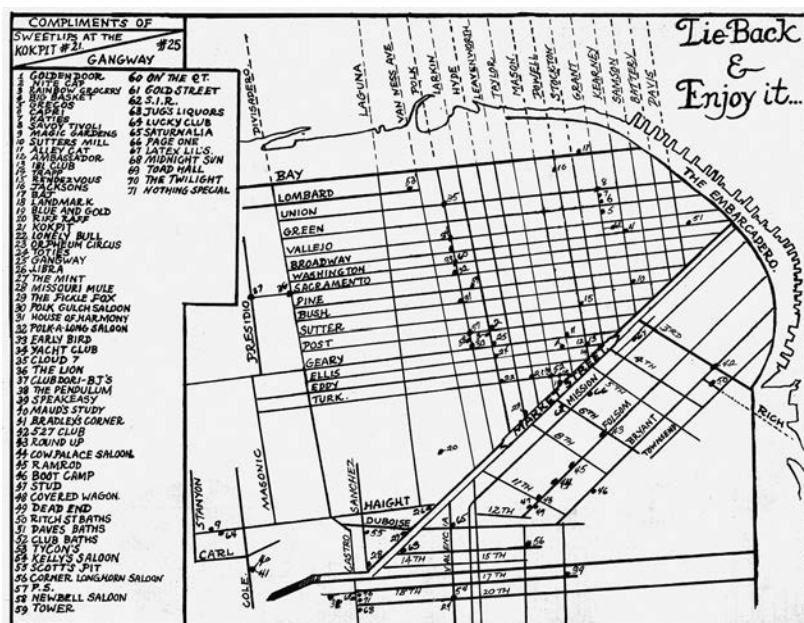 COMPLIMENTS OF
SWEETLIPS AT THE
KOKPIT #21. #25
GANGWAY
1 GOLDEN DOOR
2 NITE CAP
3 RAINBOW GROCERY
4 BIG BASKET
5 GREGOS
6 CAPRI
7 KATIES
8 SAVOY TIVOLI
9 MAGIC GARDENS
10 SUTTERS MILL
11 ALLEY CAT
12 AMBASSADOR
13 181 CLUB
14 TRAPP
15 RENDEZVOUS
16 JACKSONS
17 BAJ
18 LANDMARK
19 BLUE AND GOLD
20 RIFF RAFF
21 KOKPIT
22 LONELY BULL
23 ORPHEUM CIRCUS
24 TOTIES
25 GANGWAY
26 LIBRA
27 THE MINT
28 MISSOURI MULE
29 THE FICKLE FOX
30 POLK GULCH SALOON
31 HOUSE OF HARMONY
32 POLK-A-LONG SALOON
33 EARLY BIRD
34 YACHT CLUB
35 CLOUD 7
36 THE LION
37 CLUB DORI-BJ'S
38 THE PENDULUM
39 SPEAKEASY
40 MAUD'S STUDY
41 BRADLEY'S CORNER
42 527 CLUB
43 ROUND UP
44 COW PALACE SALOON
45 RAMROD
46 BOOT CAMP
47 STUD
48 COVERED WAGON
49 DEAD END
50 RITCH ST BATHS
51 DAVES BATHS
52 CLUB BATHS
53 TYCON'S
54 KELLY'S SALOON
55 SCOTT'S PIT
56 CORNER LONGHORN SALOON
57 P.S.
58 NEWBELL SALOON
59 TOWER
60 ON THE QT.
61 GOLD STREET
62 S.I.R.
63 JUGS LIQUORS
64 LUCKY CLUB
65 SATURNALIA
66 PAGE ONE
67 LATEX LIL'S.
68 MIDNIGHT SUN
69 TOAD HALL
70 THE TWILIGHT
71 NOTHING SPECIAL
Lie Back
&
Enjoy it...
DIVISADERO
LAGUNA
VAN NESS AVE
POLK
LARKIN
HYDE
LEAVENWORTH
TAYLOR
MASON
POWELL
STOCKTON
GRANT
KEARNEY
SANSON
BATTERY
DAVIS
THE EMBARCADERO.
BAY
LOMBARD
UNION
GREEN
VALLEJO
BROADWAY
WASHINGTON
SACRAMENTO
PINE
BUSH
SUTTER
POST
GEARY
ELLIS
EDDY
TURK.
PRESIDIO
MASONIC
STANYON
CARL
COLE.
HAIGHT
DUBOISE
SANCHEZ
CASTRO
VALENCIA
MARKET STREET
MISSION
FOLSOM
BRYANT
TOWNSEND
RICH
3RD
4TH
5TH
6TH
8TH
11TH
12TH
14TH
15TH
17TH
18TH
20TH